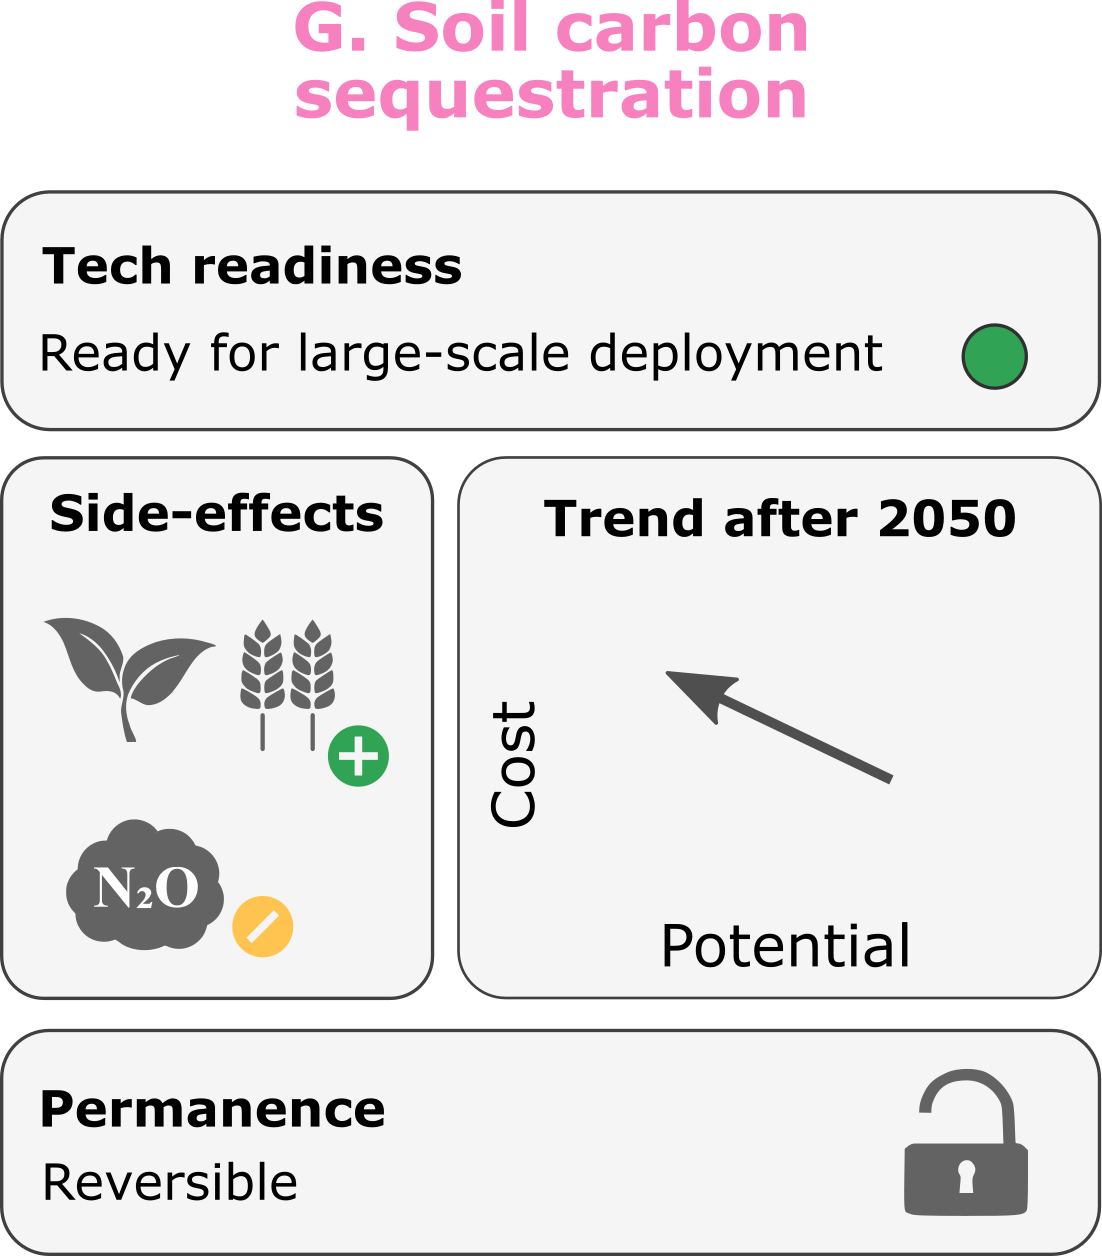 G. Soil carbon
sequestration
Tech readiness
Ready for large-scale deployment
Side-effects
N₂O
Trend after 2050
Cost
Potential
Permanence
Reversible